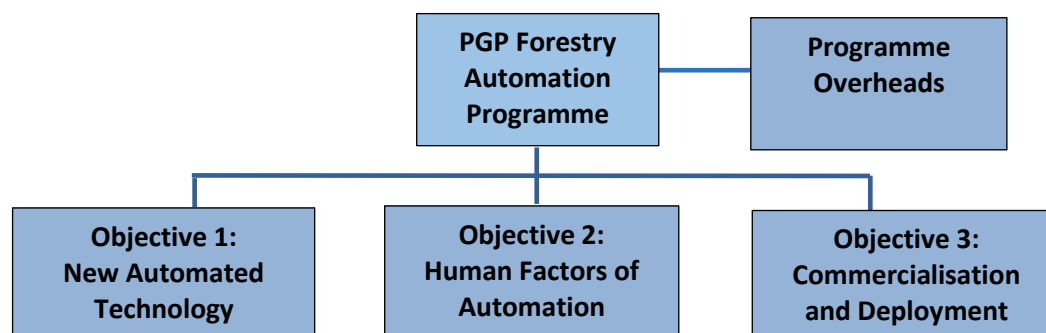 PGP Forestry
Automation
Programme
Programme
Overheads
Objective 1:
New Automated
Technology
Objective 2:
Human Factors of
Automation
Objective 3:
Commercialisation
and Deployment